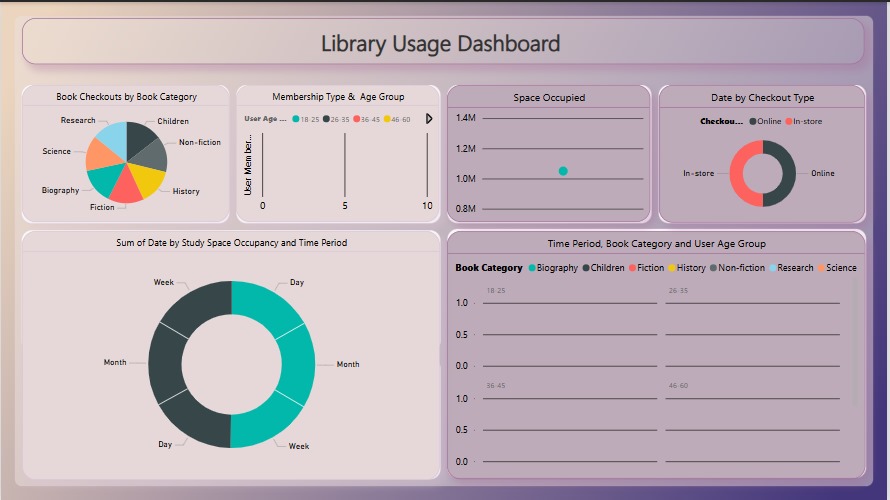 Library Usage Dashboard
Book Checkouts by Book Category
Research
Children
Non-fiction
Science
Biography
History
Fiction
Membership Type & Age Group
User Age ... 18-25 26-35 36-45 46-60
User Member...
0 5 10
Space Occupied
1.4M
1.2M
1.0M
0.8M
Date by Checkout Type
Checkou... Online In-store
In-store
Online
Sum of Date by Study Space Occupancy and Time Period
Week
Day
Month
Month
Day
Week
Time Period, Book Category and User Age Group
Book Category Biography Children Fiction History Non-fiction Research Science
18-25 26-35
1.0
0.5
0.0
36-45 46-60
1.0
0.5
0.0